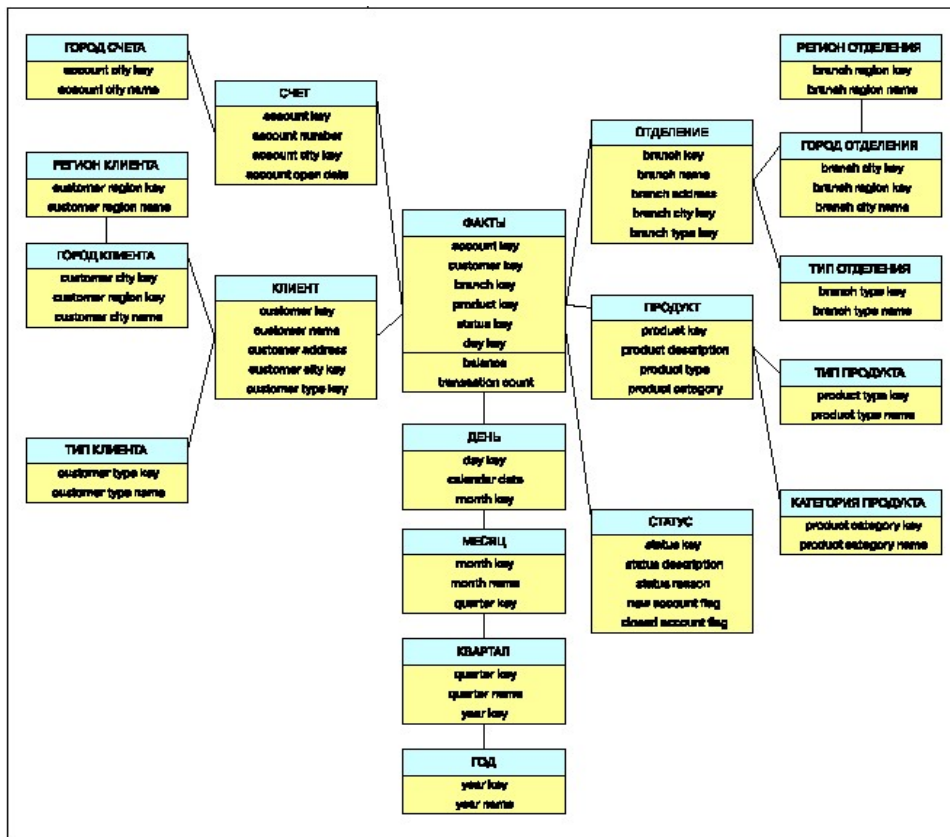 ГОРОД СЧЕТА
account city key
account city name
СЧЕТ
account key
account number
account city key
account open date
РЕГИОН КЛИЕНТА
customer region key
customer region name
ГОРОД КЛИЕНТА
customer city key
customer region key
customer city name
КЛИЕНТ
customer key
customer name
customer address
customer city key
customer type key
ТИП КЛИЕНТА
customer type key
customer type name
ФАКТЫ
account key
customer key
branch key
product key
status key
day key
balance
transaction count
ДЕНЬ
day key
calendar date
month key
МЕСЯЦ
month key
month name
quarter key
КВАРТАЛ
quarter key
quarter name
year key
ГОД
year key
year name
ОТДЕЛЕНИЕ
branch key
branch name
branch address
branch city key
branch type key
РЕГИОН ОТДЕЛЕНИЯ
branch region key
branch region name
ГОРОД ОТДЕЛЕНИЯ
branch city key
branch region key
branch city name
ТИП ОТДЕЛЕНИЯ
branch type key
branch type name
ПРОДУКТ
product key
product description
product type
product category
ТИП ПРОДУКТА
product type key
product type name
КАТЕГОРИЯ ПРОДУКТА
product category key
product category name
СТАТУС
status key
status description
status reason
new account flag
closed account flag